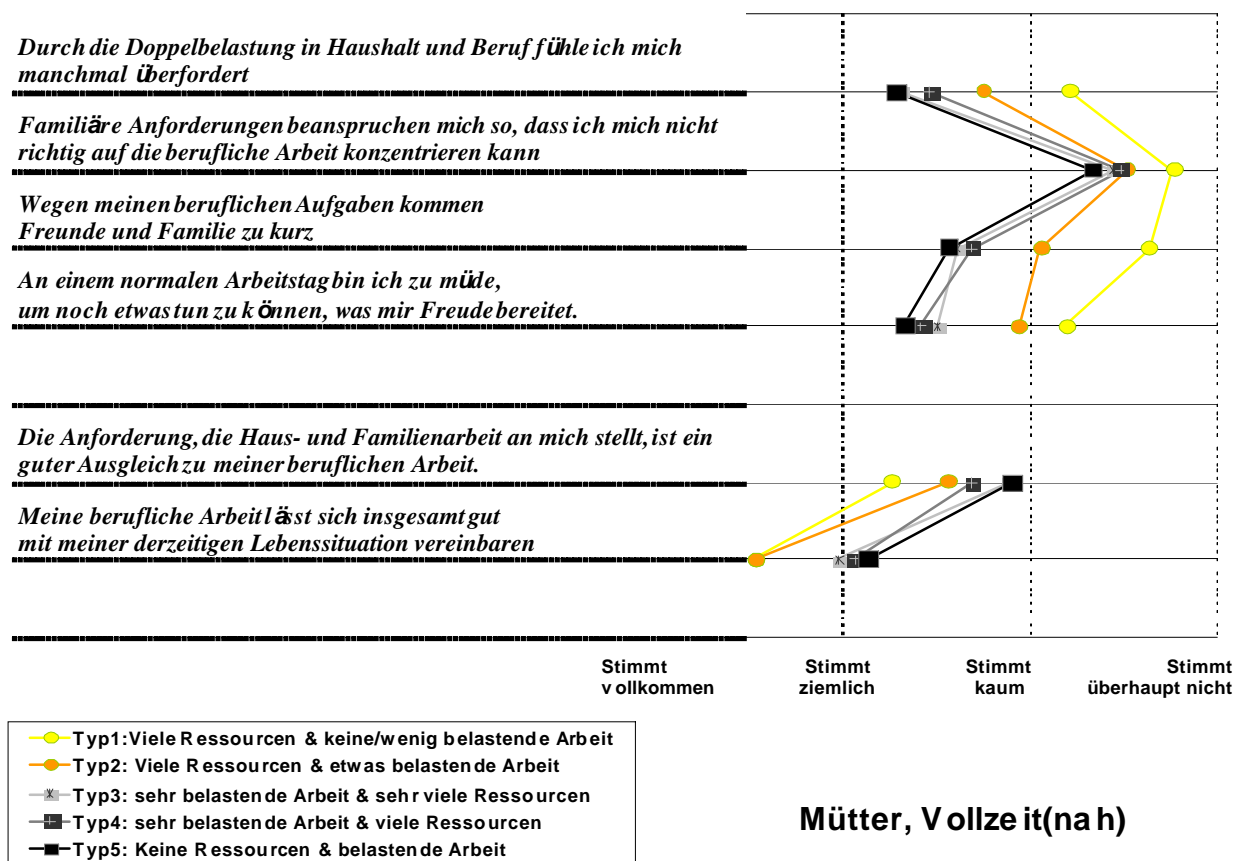 Durch die Doppelbelastung in Haushalt und Beruf fühle ich mich
manchmal überfordert
Familiäre Anforderungen beanspruchen mich so, dass ich mich nicht
richtig auf die berufliche Arbeit konzentrieren kann
Wegen meinen beruflichen Aufgaben kommen
Freunde und Familie zu kurz
An einem normalen Arbeitstag bin ich zu müde,
um noch etwas tun zu können, was mir Freude bereitet.
Die Anforderung, die Haus- und Familienarbeit an mich stellt, ist ein
guter Ausgleich zu meiner beruflichen Arbeit.
Meine berufliche Arbeit lässt sich insgesamt gut
mit meiner derzeitigen Lebenssituation vereinbaren
Stimmt
vollkommen
Stimmt
ziemlich
Stimmt
kaum
Stimmt
überhaupt nicht
Typ1:Viele Ressourcen & keine/wenig belastende Arbeit
Typ2: Viele Ressourcen & etwas belastende Arbeit
Typ3: sehr belastende Arbeit & sehr viele Ressourcen
Typ4: sehr belastende Arbeit & viele Ressourcen
Typ5: Keine Ressourcen & belastende Arbeit
Mütter, Vollzeit(nah)